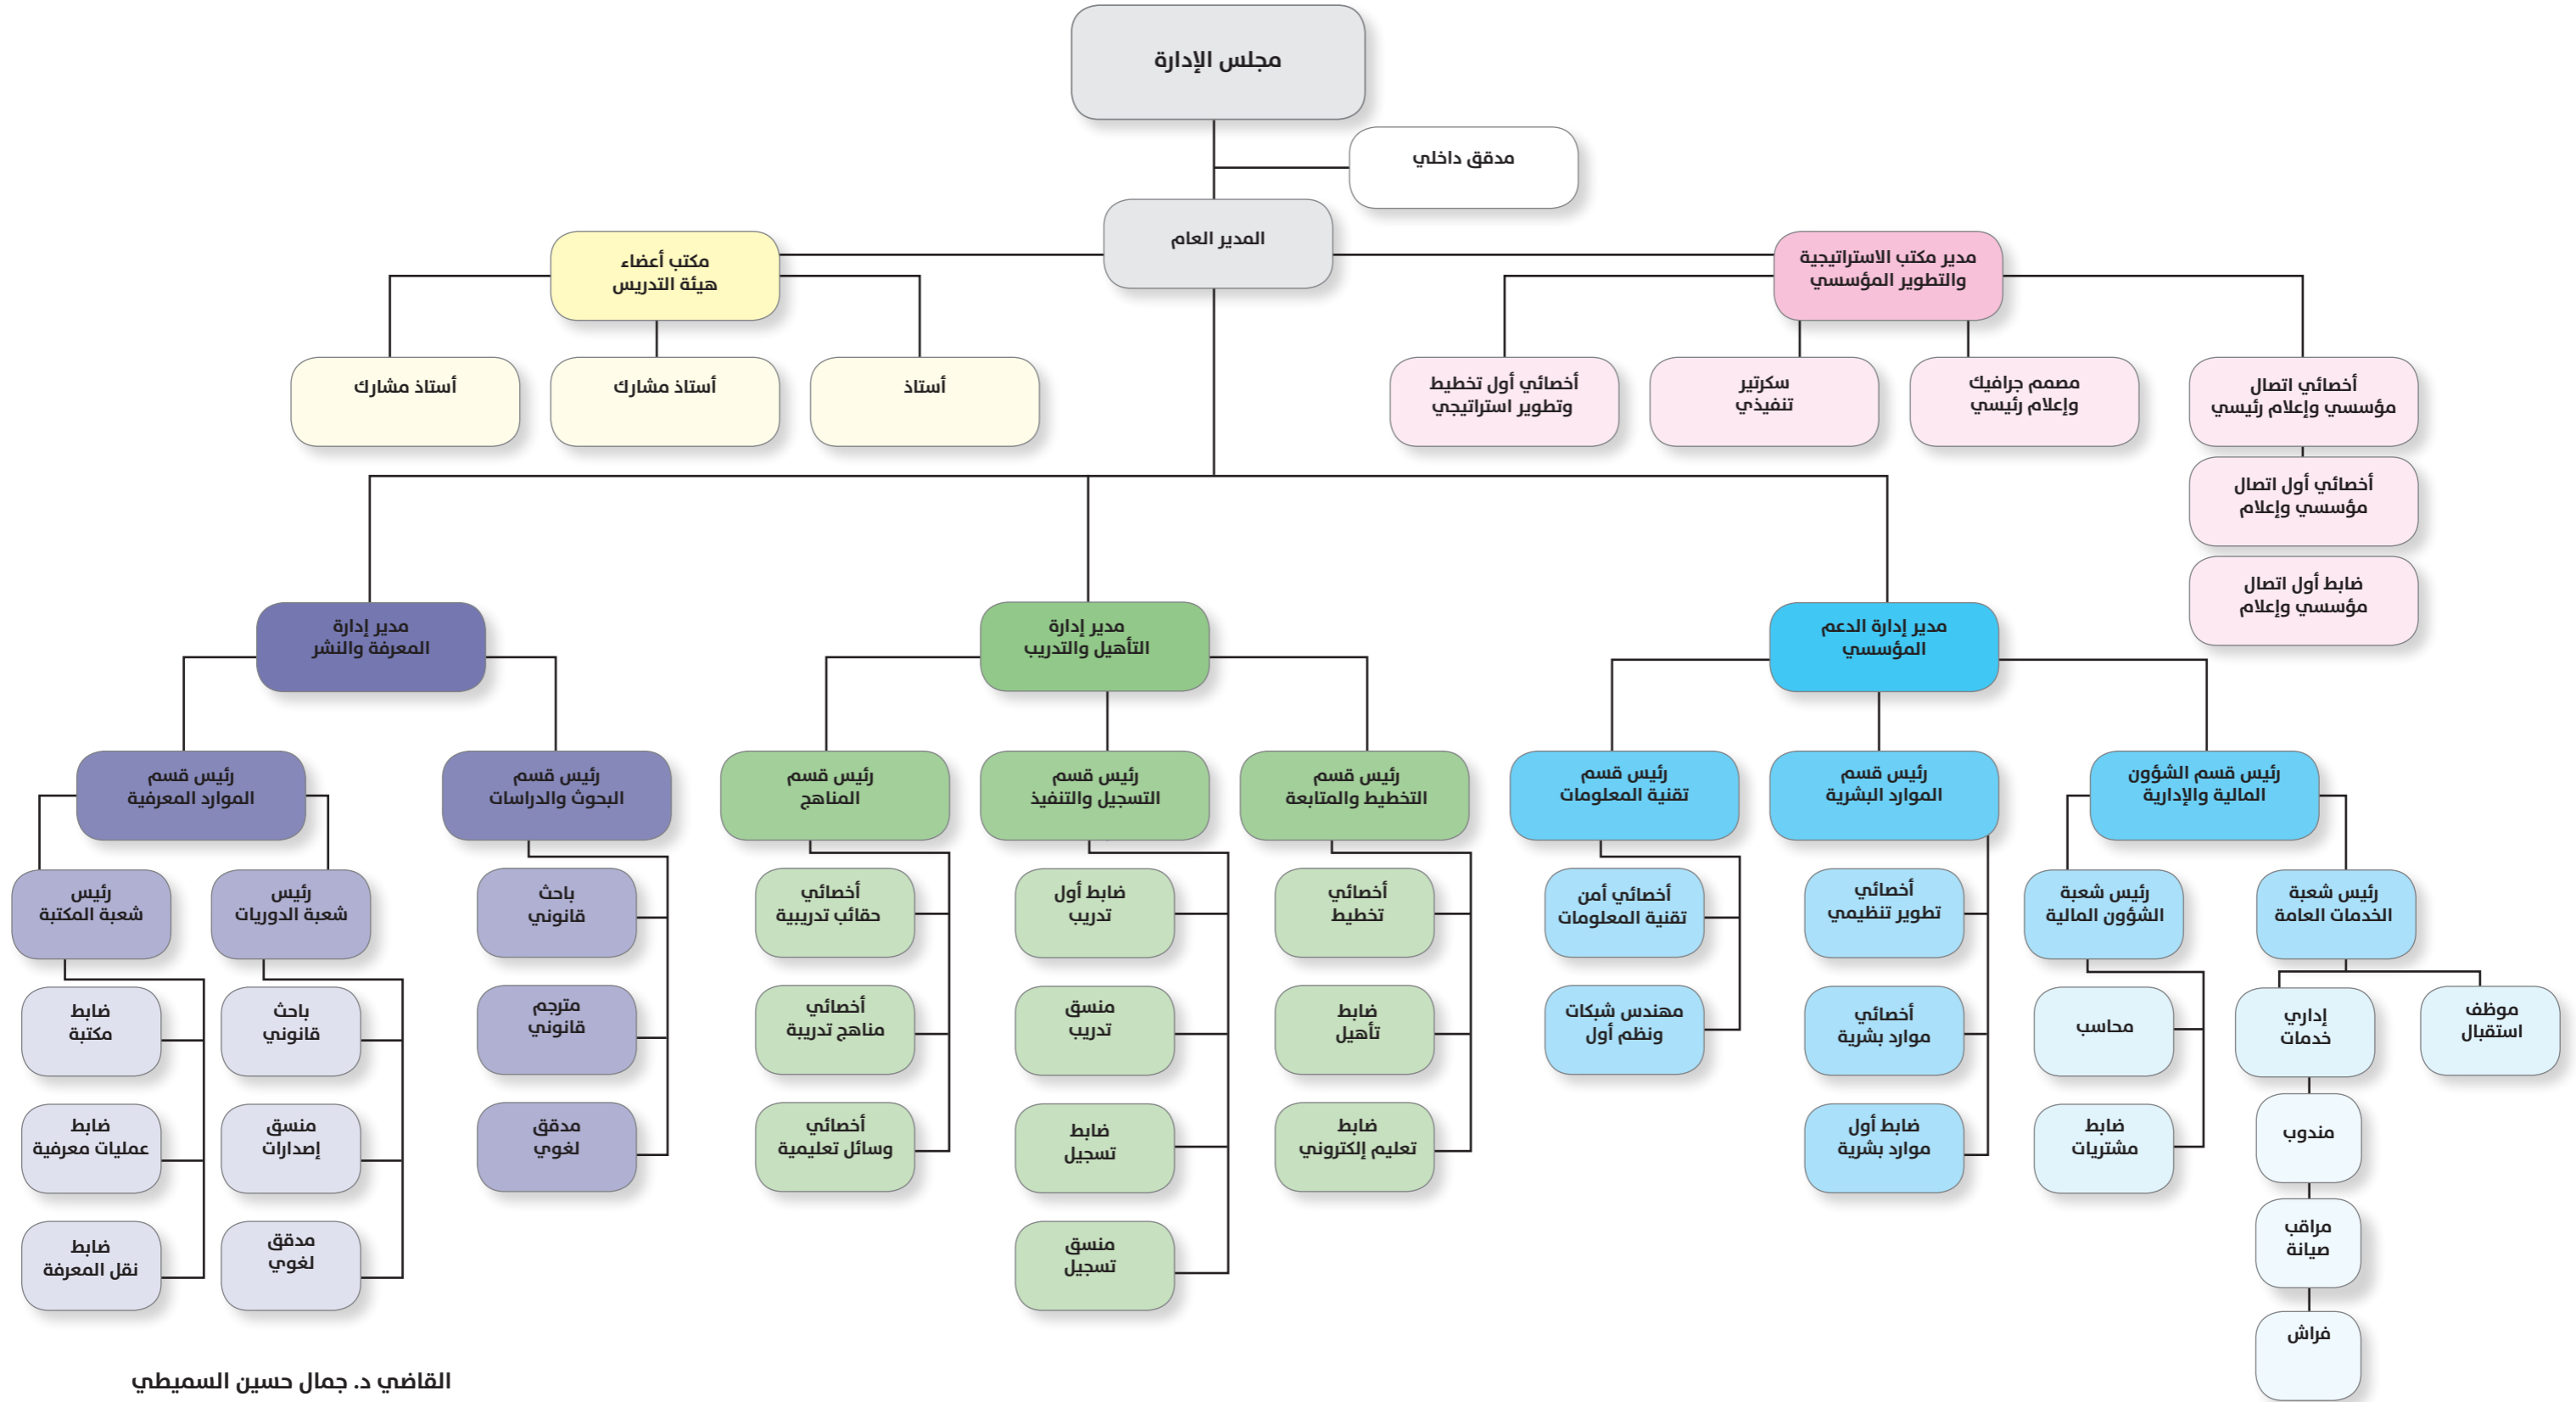 مجلس الإدارة
مدقق داخلي
المدير العام
مدير مكتب الاستراتيجية
والتطوير المؤسسي
مكتب أعضاء
هيئة التدريس
أخصائي اتصال
مؤسسي وإعلام رئيسي
مصمم جرافيك
وإعلام رئيسي
سكرتير
تنفيذي
أخصائي أول تخطيط
وتطوير استراتيجي
أستاذ
أستاذ مشارك
أستاذ مشارك
أخصائي أول اتصال
مؤسسي وإعلام
ضابط أول اتصال
مؤسسي وإعلام
مدير إدارة الدعم
المؤسسي
مدير إدارة
التأهيل والتدريب
مدير إدارة
المعرفة والنشر
رئيس قسم الشؤون
المالية والإدارية
رئيس قسم
الموارد البشرية
رئيس قسم
تقنية المعلومات
رئيس قسم
التخطيط والمتابعة
رئيس قسم
التسجيل والتنفيذ
رئيس قسم
المناهج
رئيس قسم
البحوث والدراسات
رئيس قسم
الموارد المعرفية
رئيس شعبة
الخدمات العامة
رئيس شعبة
الشؤون المالية
أخصائي
تطوير تنظيمي
أخصائي أمن
تقنية المعلومات
أخصائي
تخطيط
ضابط أول
تدريب
أخصائي
حقائب تدريبية
باحث
قانوني
رئيس
شعبة الدوريات
رئيس
شعبة المكتبة
موظف
استقبال
إداري
خدمات
محاسب
أخصائي
موارد بشرية
مهندس شبكات
ونظم أول
ضابط
تأهيل
منسق
تدريب
أخصائي
مناهج تدريبة
مترجم
قانوني
باحث
قانوني
ضابط
مكتبة
مندوب
ضابط
مشتريات
ضابط أول
موارد بشرية
ضابط
تعليم إلكتروني
ضابط
تسجيل
أخصائي
وسائل تعليمية
مدقق
لغوي
منسق
إصدارات
ضابط
عمليات معرفية
مراقب
صيانة
منسق
تسجيل
مدقق
لغوي
ضابط
نقل المعرفة
فراش
القاضي د. جمال حسين السميطي